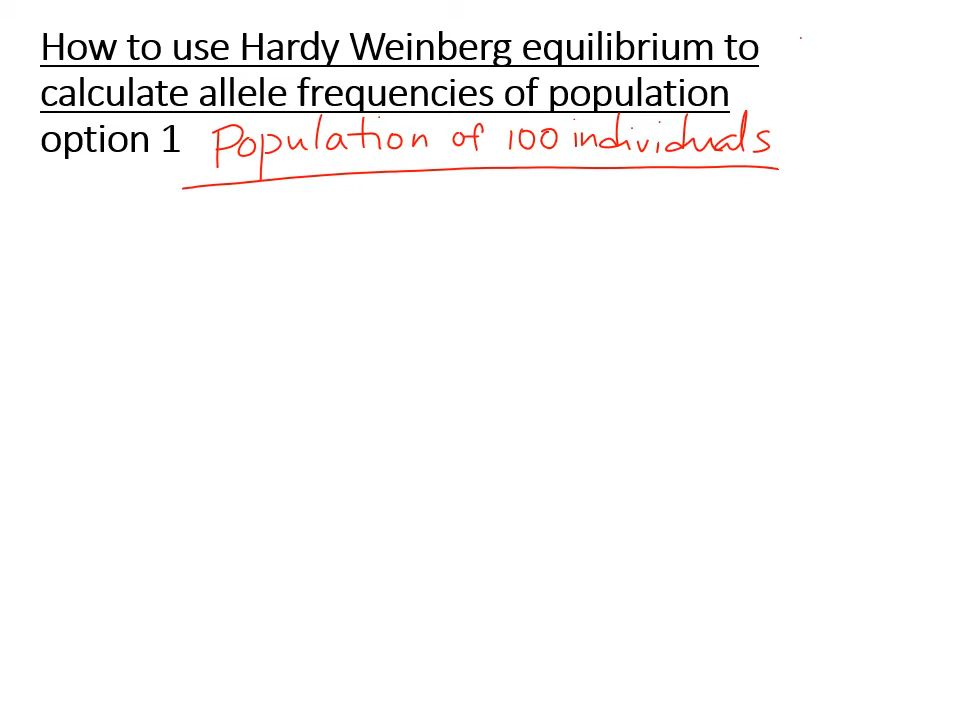 How to use Hardy Weinberg equilibrium to
calculate allele frequencies of population
option 1 Population of 100 individuals